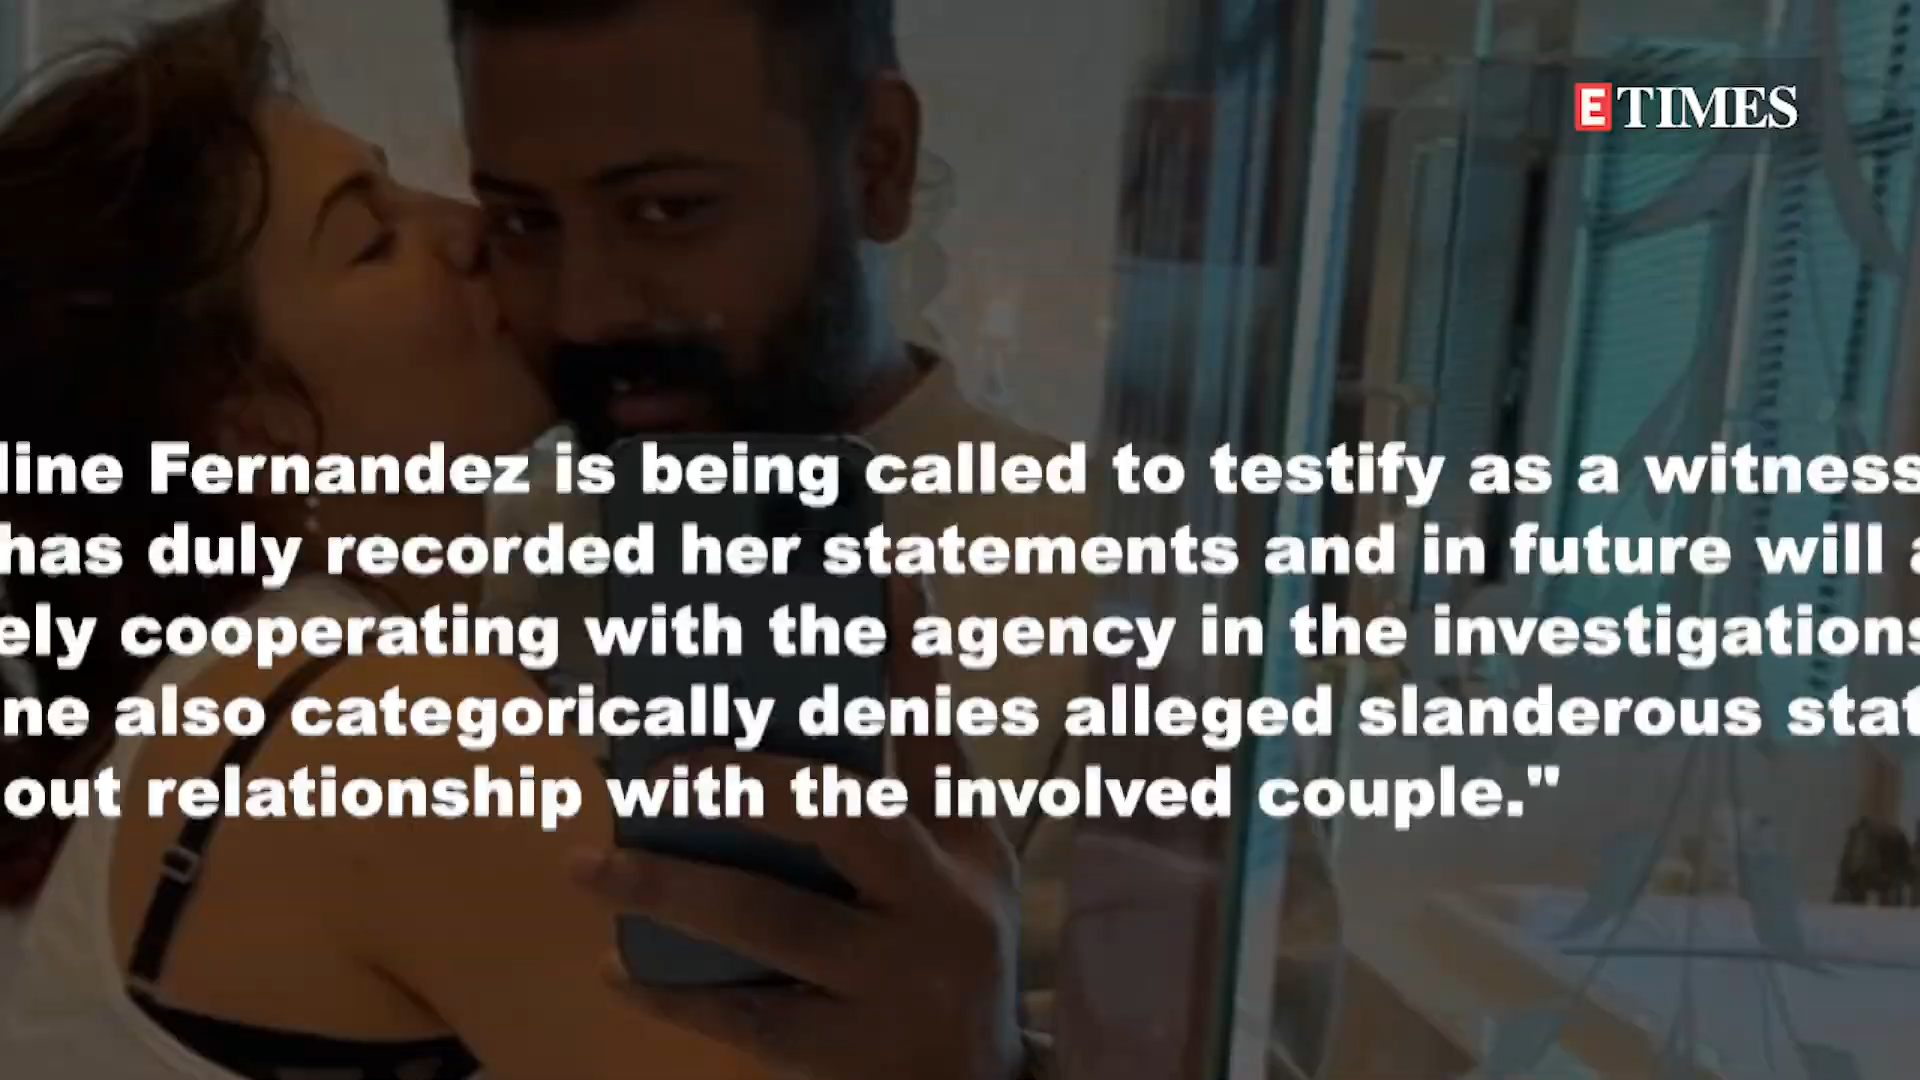 ETIMES
line Fernandez is being called to testify as a witness
has duly recorded her statements and in future will a
ely cooperating with the agency in the investigations
ne also categorically denies alleged slanderous stat
out relationship with the involved couple."